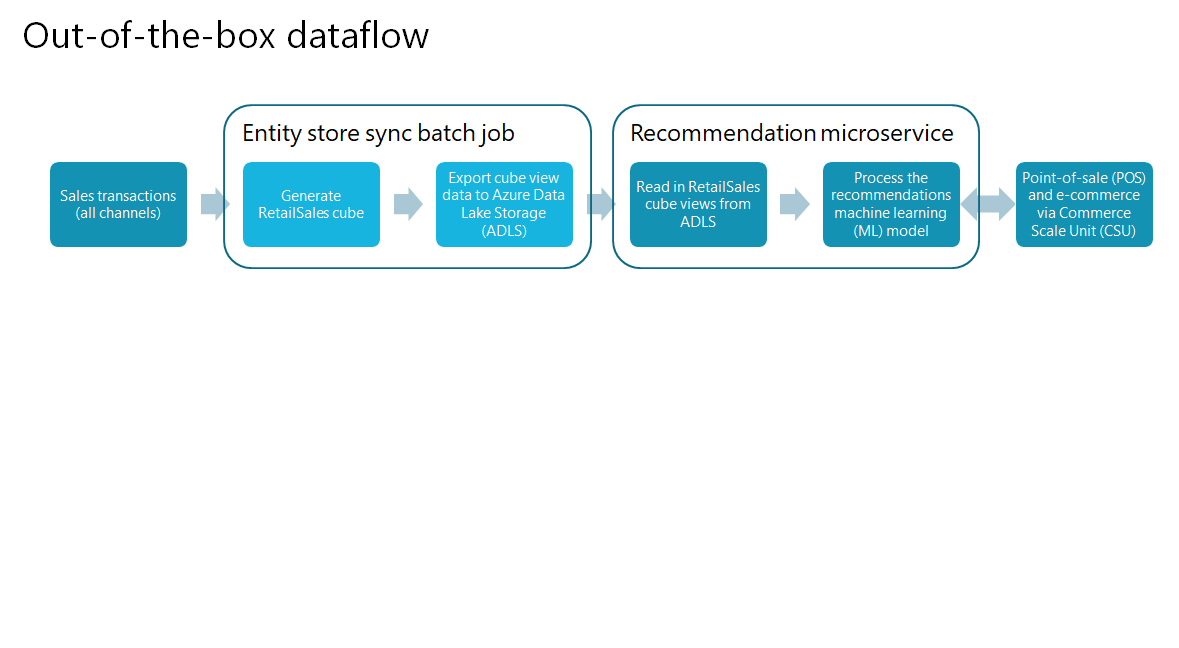 Out-of-the-box dataflow
Entity store sync batch job
Recommendation microservice
Sales transactions
(all channels)
Generate
RetailSales cube
Export cube view
data to Azure Data
Lake Storage
(ADLS)
Read in RetailSales
cube views from
ADLS
Process the
recommendations
machine learning
(ML) model
Point-of-sale (POS)
and e-commerce
via Commerce
Scale Unit (CSU)